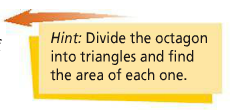 Hint: Divide the octagon
into triangles and find
the area of each one.